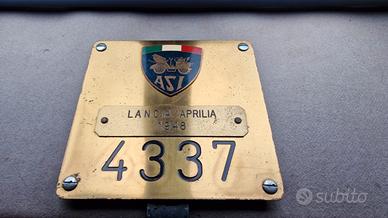 ASI
LANCIA APRILIA
1948
4337
subito